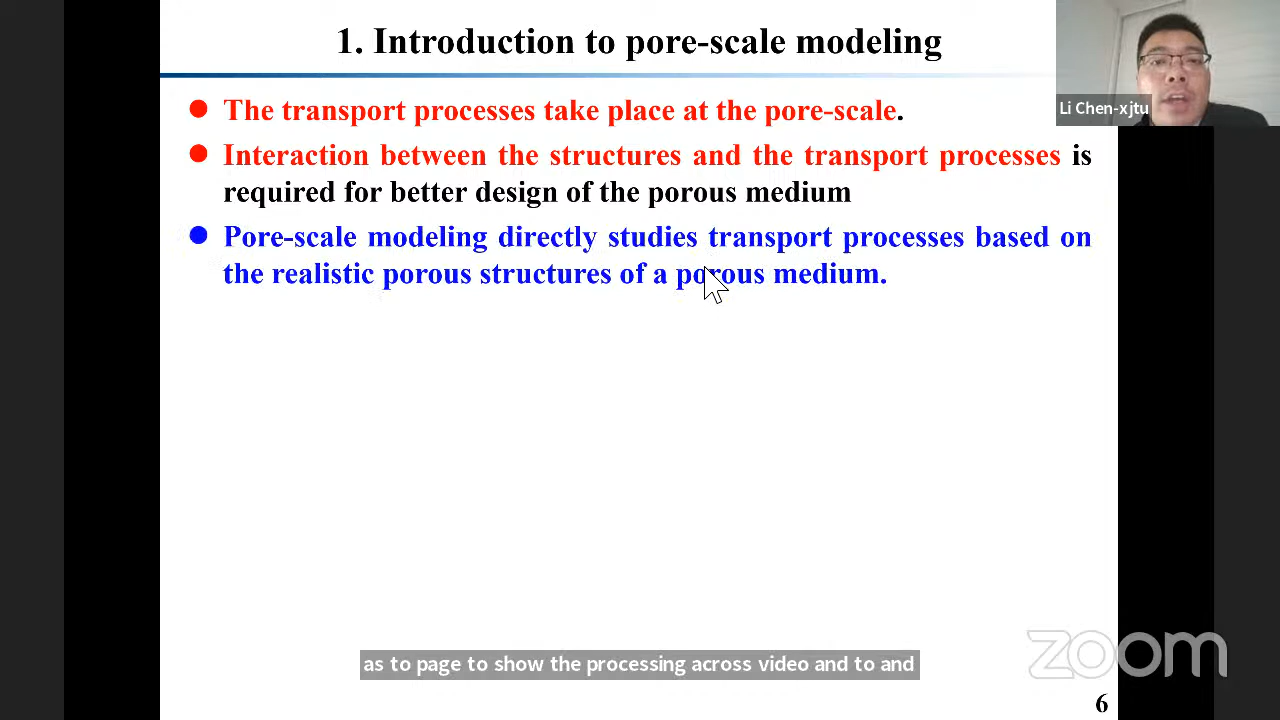 1. Introduction to pore-scale modeling
The transport processes take place at the pore-scale.
Interaction between the structures and the transport processes is
required for better design of the porous medium
Pore-scale modeling directly studies transport processes based on
the realistic porous structures of a porous medium.
Li Chen-xjtu
as to page to show the processing across video and to and
zoom
6